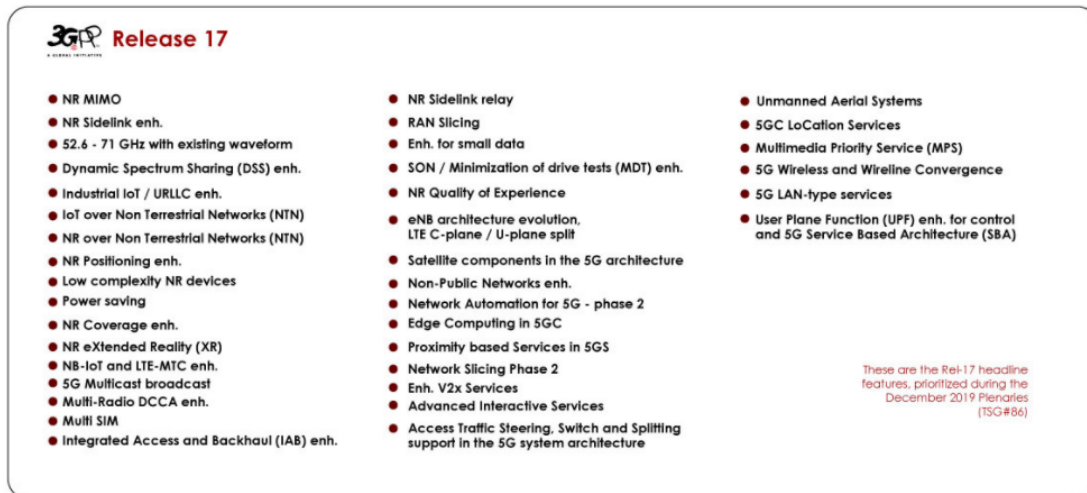 3GPP
A GLOBAL INITIATIVE
Release 17
NR MIMO
NR Sidelink enh.
52.6 - 71 GHz with existing waveform
Dynamic Spectrum Sharing (DSS) enh.
Industrial IoT / URLLC enh.
IoT over Non Terrestrial Networks (NTN)
NR over Non Terrestrial Networks (NTN)
NR Positioning enh.
Low complexity NR devices
Power saving
NR Coverage enh.
NR eXtended Reality (XR)
NB-IoT and LTE-MTC enh.
5G Multicast broadcast
Multi-Radio DCCA enh.
Multi SIM
Integrated Access and Backhaul (IAB) enh.
NR Sidelink relay
RAN Slicing
Enh. for small data
SON / Minimization of drive tests (MDT) enh.
NR Quality of Experience
eNB architecture evolution,
LTE C-plane / U-plane split
Satellite components in the 5G architecture
Non-Public Networks enh.
Network Automation for 5G - phase 2
Edge Computing in 5GC
Proximity based Services in 5GS
Network Slicing Phase 2
Enh. V2x Services
Advanced Interactive Services
Access Traffic Steering, Switch and Splitting
support in the 5G system architecture
Unmanned Aerial Systems
5GC LoCation Services
Multimedia Priority Service (MPS)
5G Wireless and Wireline Convergence
5G LAN-type services
User Plane Function (UPF) enh. for control
and 5G Service Based Architecture (SBA)
These are the Rel-17 headline
features, prioritized during the
December 2019 Plenaries
(TSG#86)